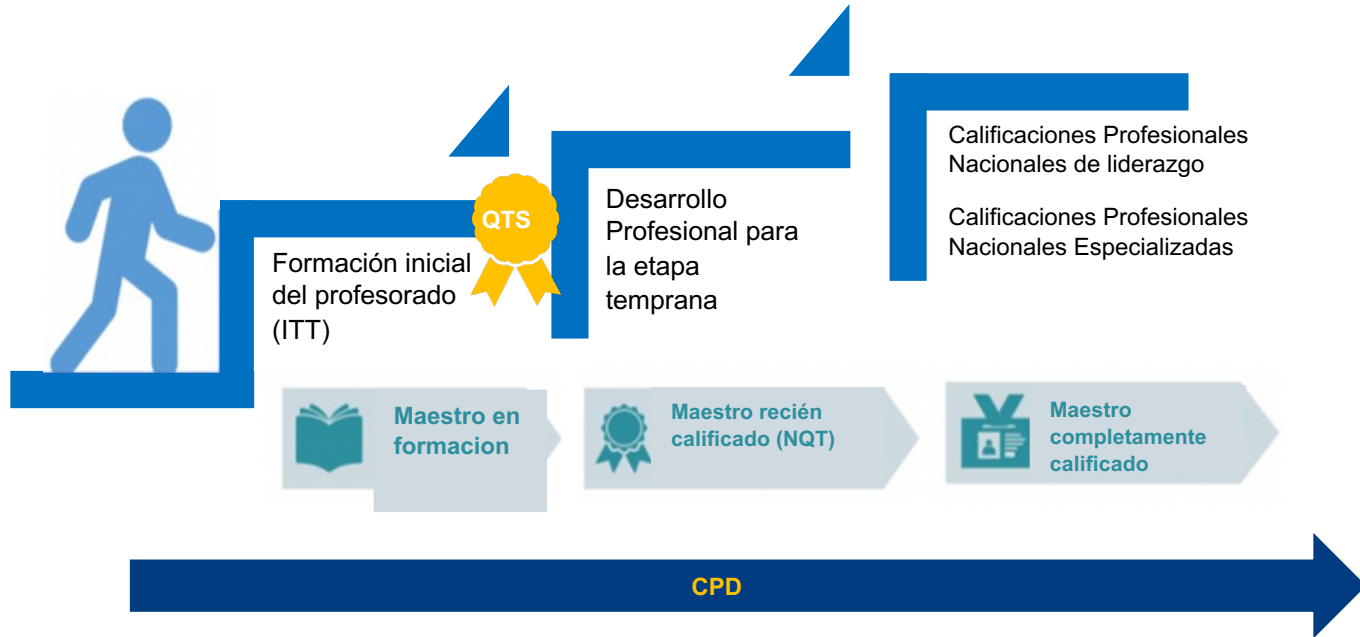 Formación inicial
del profesorado
(ITT)
QTS
Desarrollo
Profesional para
la etapa
temprana
Calificaciones Profesionales
Nacionales de liderazgo
Calificaciones Profesionales
Nacionales Especializadas
Maestro en
formacion
Maestro recién
calificado (NQT)
Maestro
completamente
calificado
CPD